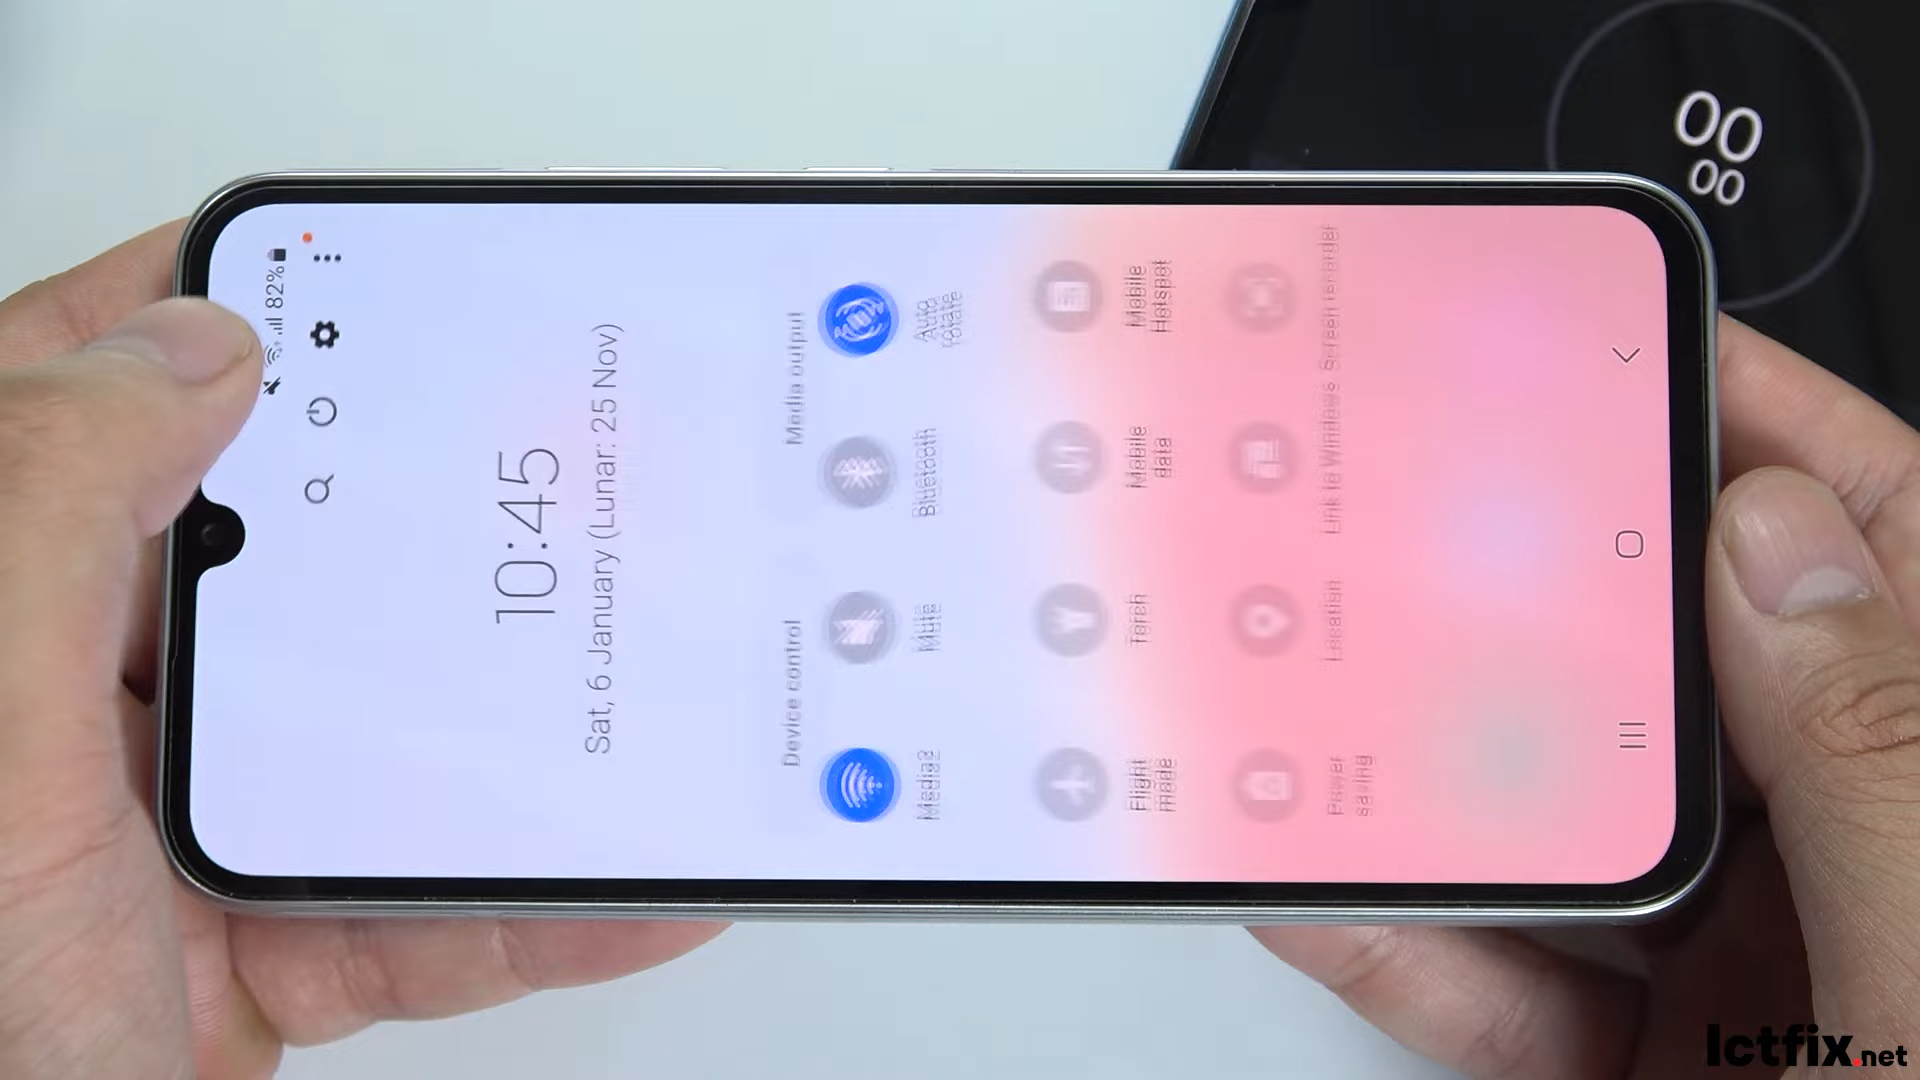 82%
10:45
Sat, 6 January (Lunar: 25 Nov)
Device control
Media output
Media2
Mute
Bluetooth
Auto
rotate
Flight
mode
Torch
Mobile
data
Mobile
Hotspot
Power
saving
Location
Link to Windows
Screen recorder
00
00
Ictfix.net